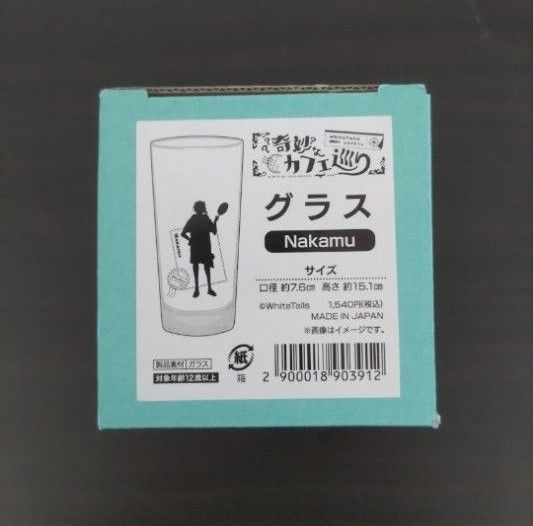 奇妙な
カフェ巡り
WhiteTails
グラス
Nakamu
Nakamu
サイズ
口径 約7.6cm 高さ 約15.1cm
©WhiteTails 1,540円(税込)
MADE IN JAPAN
※画像はイメージです。
製品素材 ガラス
対象年齢12歳以上
紙
箱
2 900018 903912